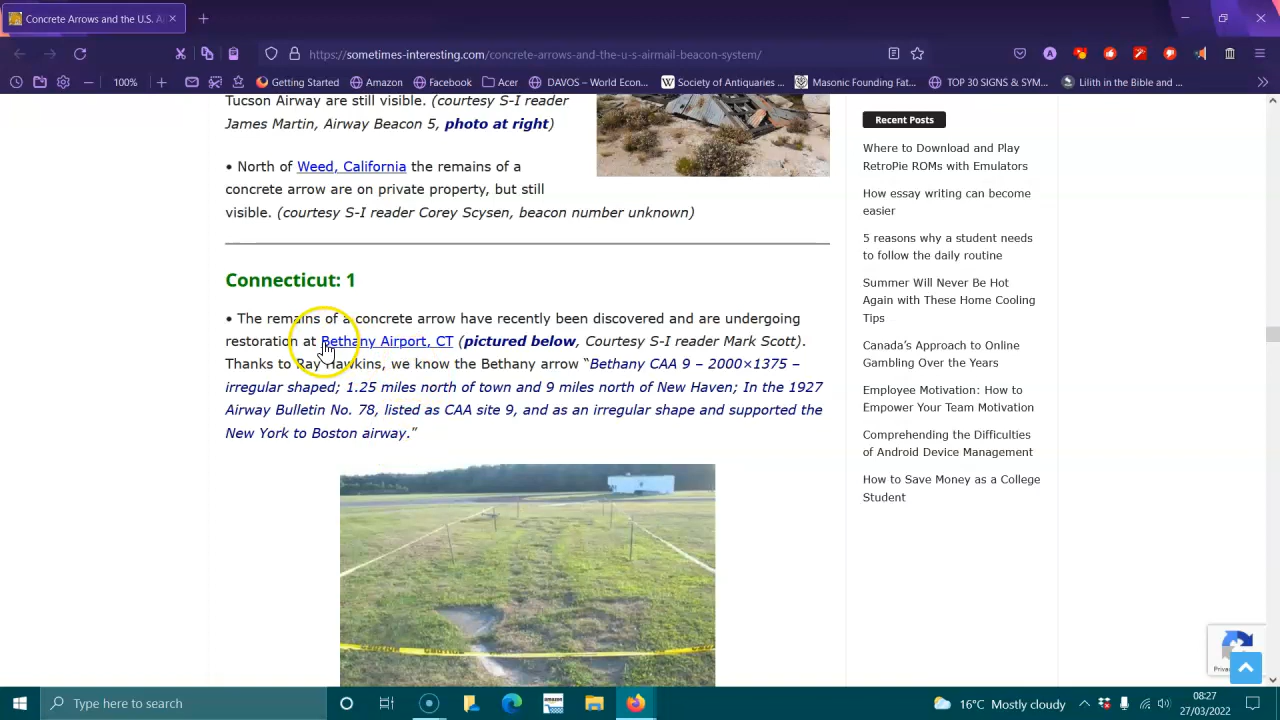 Concrete Arrows and the U.S. A
https://sometimes-interesting.com/concrete-arrows-and-the-u-s-airmail-beacon-system/
100%
Getting Started
Amazon
Facebook
Acer
DAVOS – World Econ...
Society of Antiquaries ...
Masonic Founding Fat...
TOP 30 SIGNS & SYM...
Lilith in the Bible and ...
Tucson Airway are still visible. (courtesy S-I reader
James Martin, Airway Beacon 5, photo at right)
• North of Weed, California the remains of a
concrete arrow are on private property, but still
visible. (courtesy S-I reader Corey Scysen, beacon number unknown)
Connecticut: 1
• The remains of a concrete arrow have recently been discovered and are undergoing
restoration at Bethany Airport, CT (pictured below, Courtesy S-I reader Mark Scott).
Thanks to Ray Hawkins, we know the Bethany arrow “Bethany CAA 9 – 2000×1375 –
irregular shaped; 1.25 miles north of town and 9 miles north of New Haven; In the 1927
Airway Bulletin No. 78, listed as CAA site 9, and as an irregular shape and supported the
New York to Boston airway.”
CAUTION
Recent Posts
Where to Download and Play
RetroPie ROMs with Emulators
How essay writing can become
easier
5 reasons why a student needs
to follow the daily routine
Summer Will Never Be Hot
Again with These Home Cooling
Tips
Canada’s Approach to Online
Gambling Over the Years
Employee Motivation: How to
Empower Your Team Motivation
Comprehending the Difficulties
of Android Device Management
How to Save Money as a College
Student
Type here to search
amazon
16°C Mostly cloudy
08:27
27/03/2022